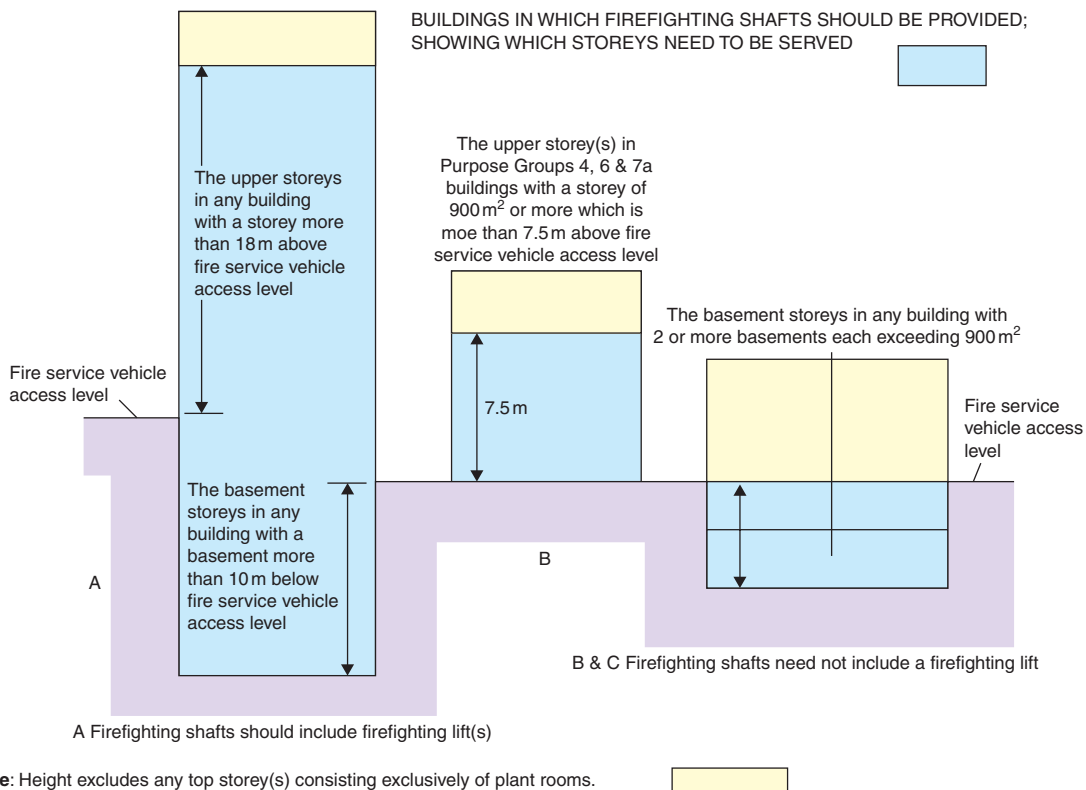 BUILDINGS IN WHICH FIREFIGHTING SHAFTS SHOULD BE PROVIDED;
SHOWING WHICH STOREYS NEED TO BE SERVED
The upper storeys
in any building
with a storey more
than 18 m above
fire service vehicle
access level
The upper storey(s) in
Purpose Groups 4, 6 & 7a
buildings with a storey of
900 m² or more which is
moe than 7.5 m above fire
service vehicle access level
The basement storeys in any building with
2 or more basements each exceeding 900 m²
Fire service vehicle
access level
7.5 m
Fire service
vehicle access
level
The basement
storeys in any
building with a
basement more
than 10 m below
fire service vehicle
access level
A
B
B & C Firefighting shafts need not include a firefighting lift
A Firefighting shafts should include firefighting lift(s)
e: Height excludes any top storey(s) consisting exclusively of plant rooms.